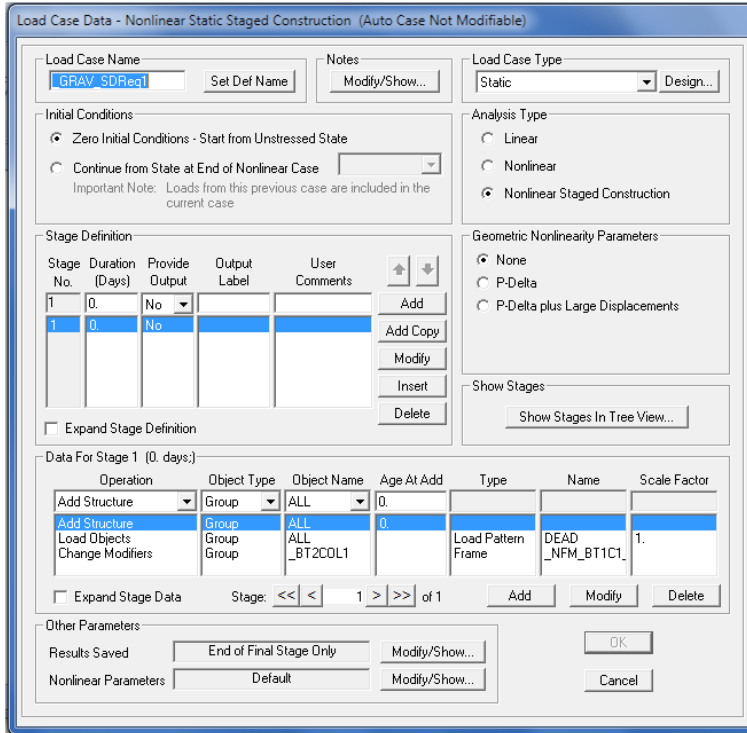 Load Case Data - Nonlinear Static Staged Construction (Auto Case Not Modifiable)
Load Case Name
_GRAV_SDReq1
Set Def Name
Notes
Modify/Show...
Load Case Type
Static
Design...
Initial Conditions
Zero Initial Conditions - Start from Unstressed State
Continue from State at End of Nonlinear Case
Important Note: Loads from this previous case are included in the
current case
Analysis Type
Linear
Nonlinear
Nonlinear Staged Construction
Stage Definition
Stage Duration Provide Output User
No. (Days) Output Label Comments
1 0. No
1 0. No
Add
Add Copy
Modify
Insert
Delete
Expand Stage Definition
Geometric Nonlinearity Parameters
None
P-Delta
P-Delta plus Large Displacements
Show Stages
Show Stages In Tree View...
Data For Stage 1 (0. days;)
Operation Object Type Object Name Age At Add Type Name Scale Factor
Add Structure Group ALL 0.
Add Structure Group ALL 0.
Load Objects Group ALL Load Pattern DEAD 1.
Change Modifiers Group _BT2COL1 Frame _NFM_BT1C1_
Expand Stage Data Stage: << < 1 > >> of 1 Add Modify Delete
Other Parameters
Results Saved End of Final Stage Only Modify/Show...
Nonlinear Parameters Default Modify/Show...
OK
Cancel